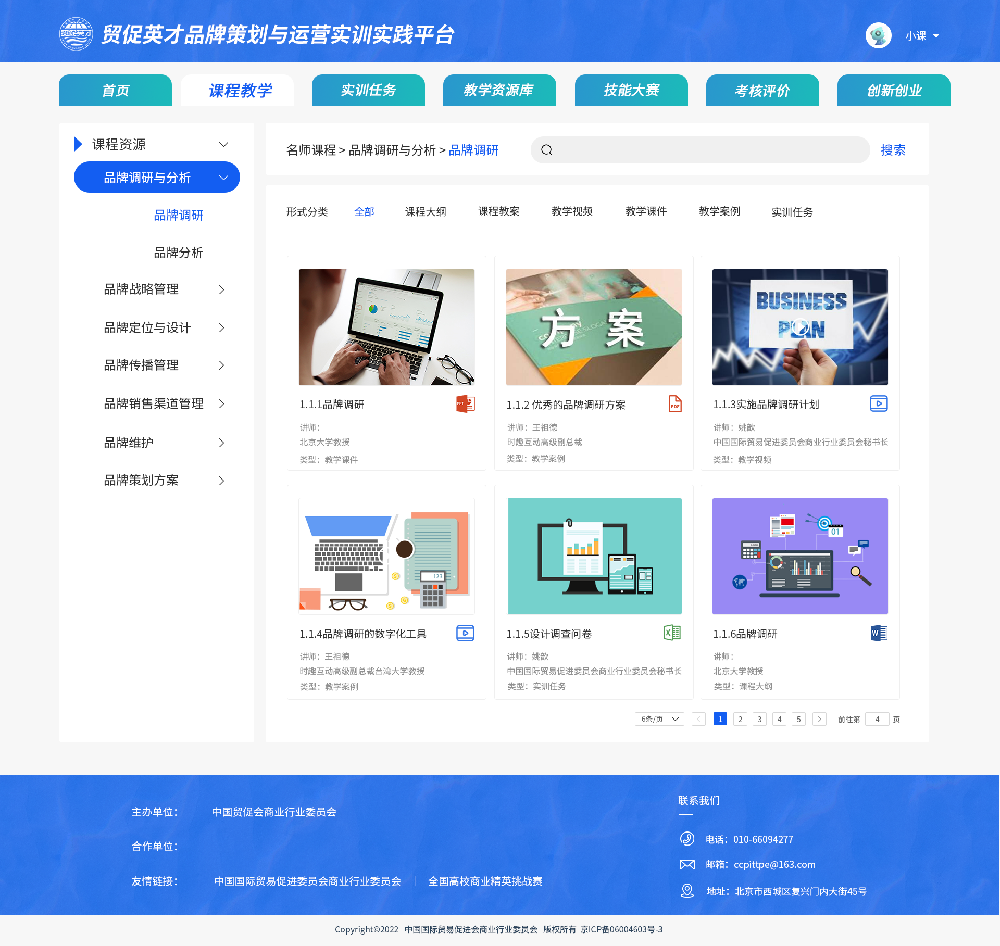 贸促英才品牌策划与运营实训实践平台
小课
首页
课程教学
实训任务
教学资源库
技能大赛
考核评价
创新创业
课程资源
品牌调研与分析
品牌调研
品牌分析
品牌战略管理
品牌定位与设计
品牌传播管理
品牌销售渠道管理
品牌维护
品牌策划方案
名师课程 > 品牌调研与分析 > 品牌调研
搜索
形式分类 全部 课程大纲 课程教案 教学视频 教学课件 教学案例 实训任务
方 案
BUSINESS
PLAN
1.1.1品牌调研
PPT
讲师：
北京大学教授
类型：教学课件
1.1.2 优秀的品牌调研方案
PDF
讲师：王祖德
时趣互动高级副总裁
类型：教学案例
1.1.3实施品牌调研计划
讲师：姚歆
中国国际贸易促进委员会商业行业委员会秘书长
类型：教学视频
123
01
1.1.4品牌调研的数字化工具
讲师：王祖德
时趣互动高级副总裁台湾大学教授
类型：教学案例
1.1.5设计调查问卷
X
讲师：姚歆
中国国际贸易促进委员会商业行业委员会秘书长
类型：实训任务
1.1.6品牌调研
W
讲师：
北京大学教授
类型：课程大纲
6条/页 1 2 3 4 5 前往第 4 页
主办单位： 中国贸促会商业行业委员会
合作单位：
友情链接： 中国国际贸易促进委员会商业行业委员会 | 全国高校商业精英挑战赛
联系我们
电话：010-66094277
邮箱：ccpittpe@163.com
地址：北京市西城区复兴门内大街45号
Copyright©2022 中国国际贸易促进会商业行业委员会 版权所有 京ICP备06004603号-3